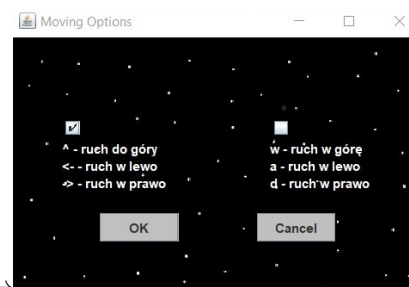 Moving Options
^ - ruch do góry
<- - ruch w lewo
-> - ruch w prawo
w - ruch w górę
a - ruch w lewo
d - ruch w prawo
OK
Cancel